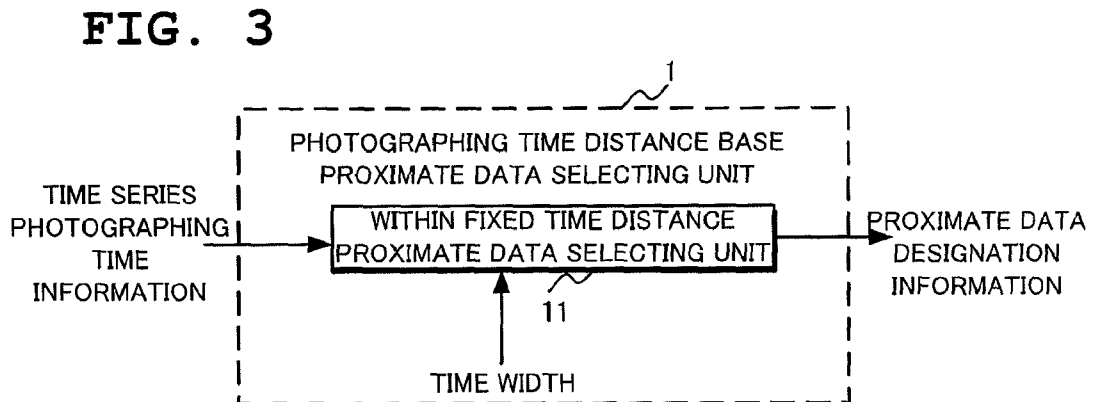 FIG. 3
1
PHOTOGRAPHING TIME DISTANCE BASE
PROXIMATE DATA SELECTING UNIT
TIME SERIES
PHOTOGRAPHING
TIME
INFORMATION
WITHIN FIXED TIME DISTANCE
PROXIMATE DATA SELECTING UNIT
PROXIMATE DATA
DESIGNATION
INFORMATION
11
TIME WIDTH